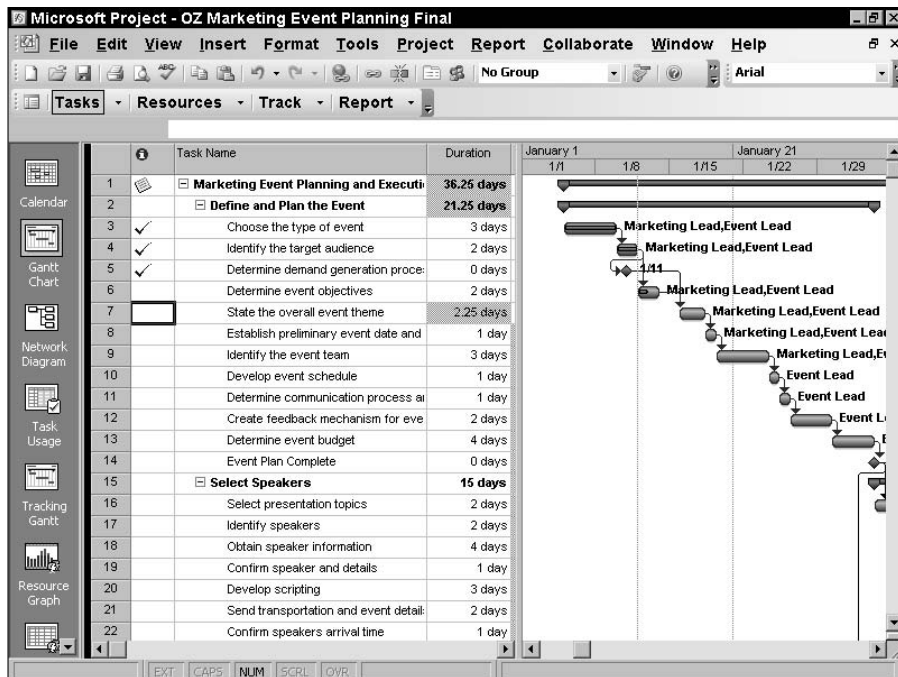 Microsoft Project - OZ Marketing Event Planning Final
File Edit View Insert Format Tools Project Report Collaborate Window Help
No Group Arial
Tasks Resources Track Report
Task Name Duration January 1 January 21
1/1 1/8 1/15 1/22 1/29
1 Marketing Event Planning and Executi 36.25 days
2 Define and Plan the Event 21.25 days
3 Choose the type of event 3 days Marketing Lead,Event Lead
4 Identify the target audience 2 days Marketing Lead,Event Lead
5 Determine demand generation proce 0 days 1/11
6 Determine event objectives 2 days Marketing Lead,Event Lead
7 State the overall event theme 2.25 days Marketing Lead,Event Lead
8 Establish preliminary event date and 1 day Marketing Lead,Event Lea
9 Identify the event team 3 days Marketing Lead,Ev
10 Develop event schedule 1 day Event Lead
11 Determine communication process a 1 day Event Lead
12 Create feedback mechanism for eve 2 days Event L
13 Determine event budget 4 days E
14 Event Plan Complete 0 days
15 Select Speakers 15 days
16 Select presentation topics 2 days
17 Identify speakers 2 days
18 Obtain speaker information 4 days
19 Confirm speaker and details 1 day
20 Develop scripting 3 days
21 Send transportation and event detail 2 days
22 Confirm speakers arrival time 1 day
Calendar
Gantt
Chart
Network
Diagram
Task
Usage
Tracking
Gantt
Resource
Graph
EXT CAPS NUM SCRL OVR